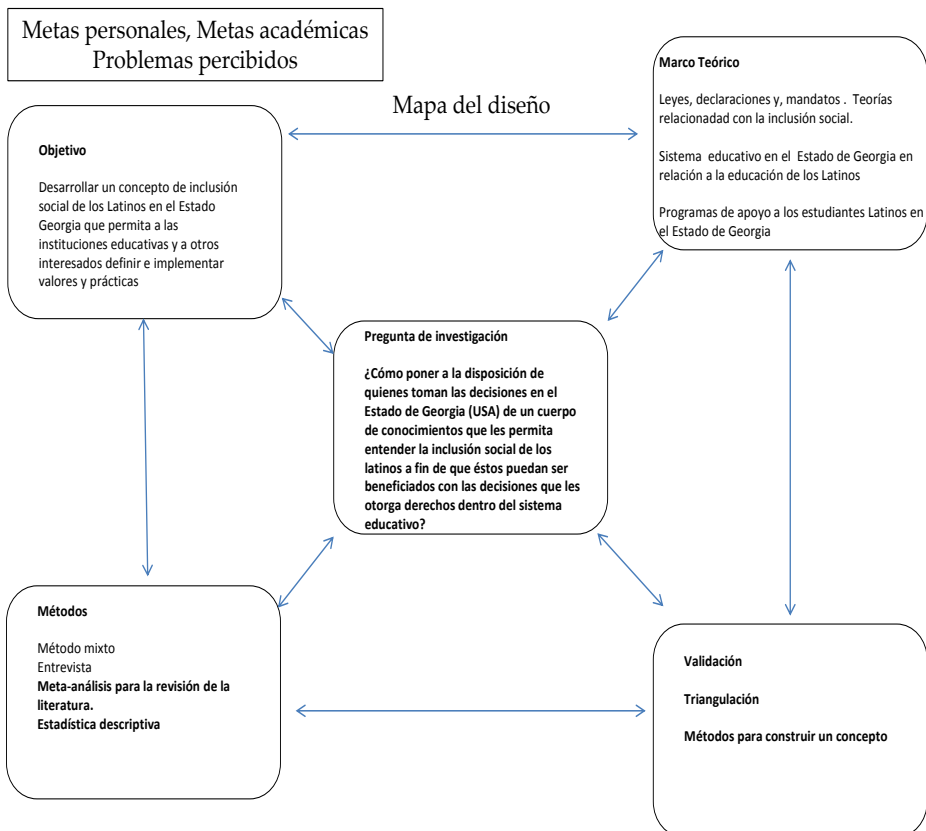 Metas personales, Metas académicas
Problemas percibidos
Mapa del diseño
Marco Teórico
Leyes, declaraciones y, mandatos . Teorías
relacionadad con la inclusión social.
Sistema educativo en el Estado de Georgia en
relación a la educación de los Latinos
Programas de apoyo a los estudiantes Latinos en
el Estado de Georgia
Objetivo
Desarrollar un concepto de inclusión
social de los Latinos en el Estado
Georgia que permita a las
instituciones educativas y a otros
interesados definir e implementar
valores y prácticas
Pregunta de investigación
¿Cómo poner a la disposición de
quienes toman las decisiones en el
Estado de Georgia (USA) de un cuerpo
de conocimientos que les permita
entender la inclusión social de los
latinos a fin de que éstos puedan ser
beneficiados con las decisiones que les
otorga derechos dentro del sistema
educativo?
Métodos
Método mixto
Entrevista
Meta-análisis para la revisión de la
literatura.
Estadística descriptiva
Validación
Triangulación
Métodos para construir un concepto